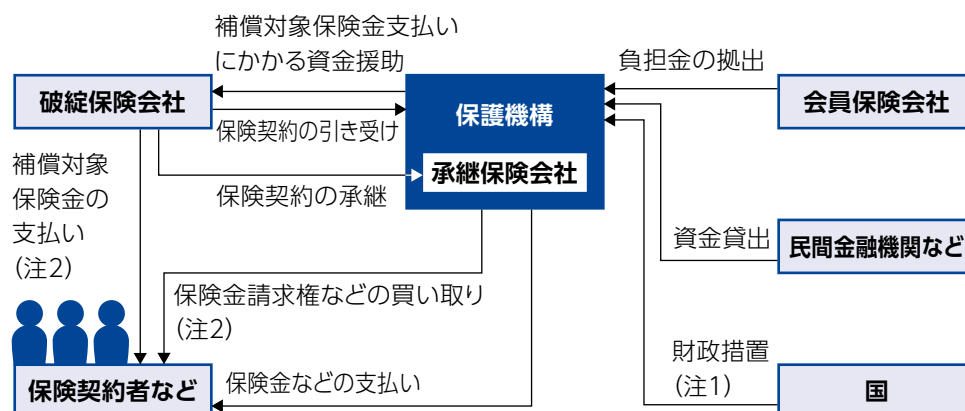 補償対象保険金支払い
にかかる資金援助
負担金の拠出
破綻保険会社
保護機構
会員保険会社
保険契約の引き受け
補償対象
保険金の
支払い
(注2)
承継保険会社
保険契約の承継
資金貸出
民間金融機関など
保険金請求権などの買い取り
(注2)
財政措置
(注1)
保険契約者など
保険金などの支払い
国